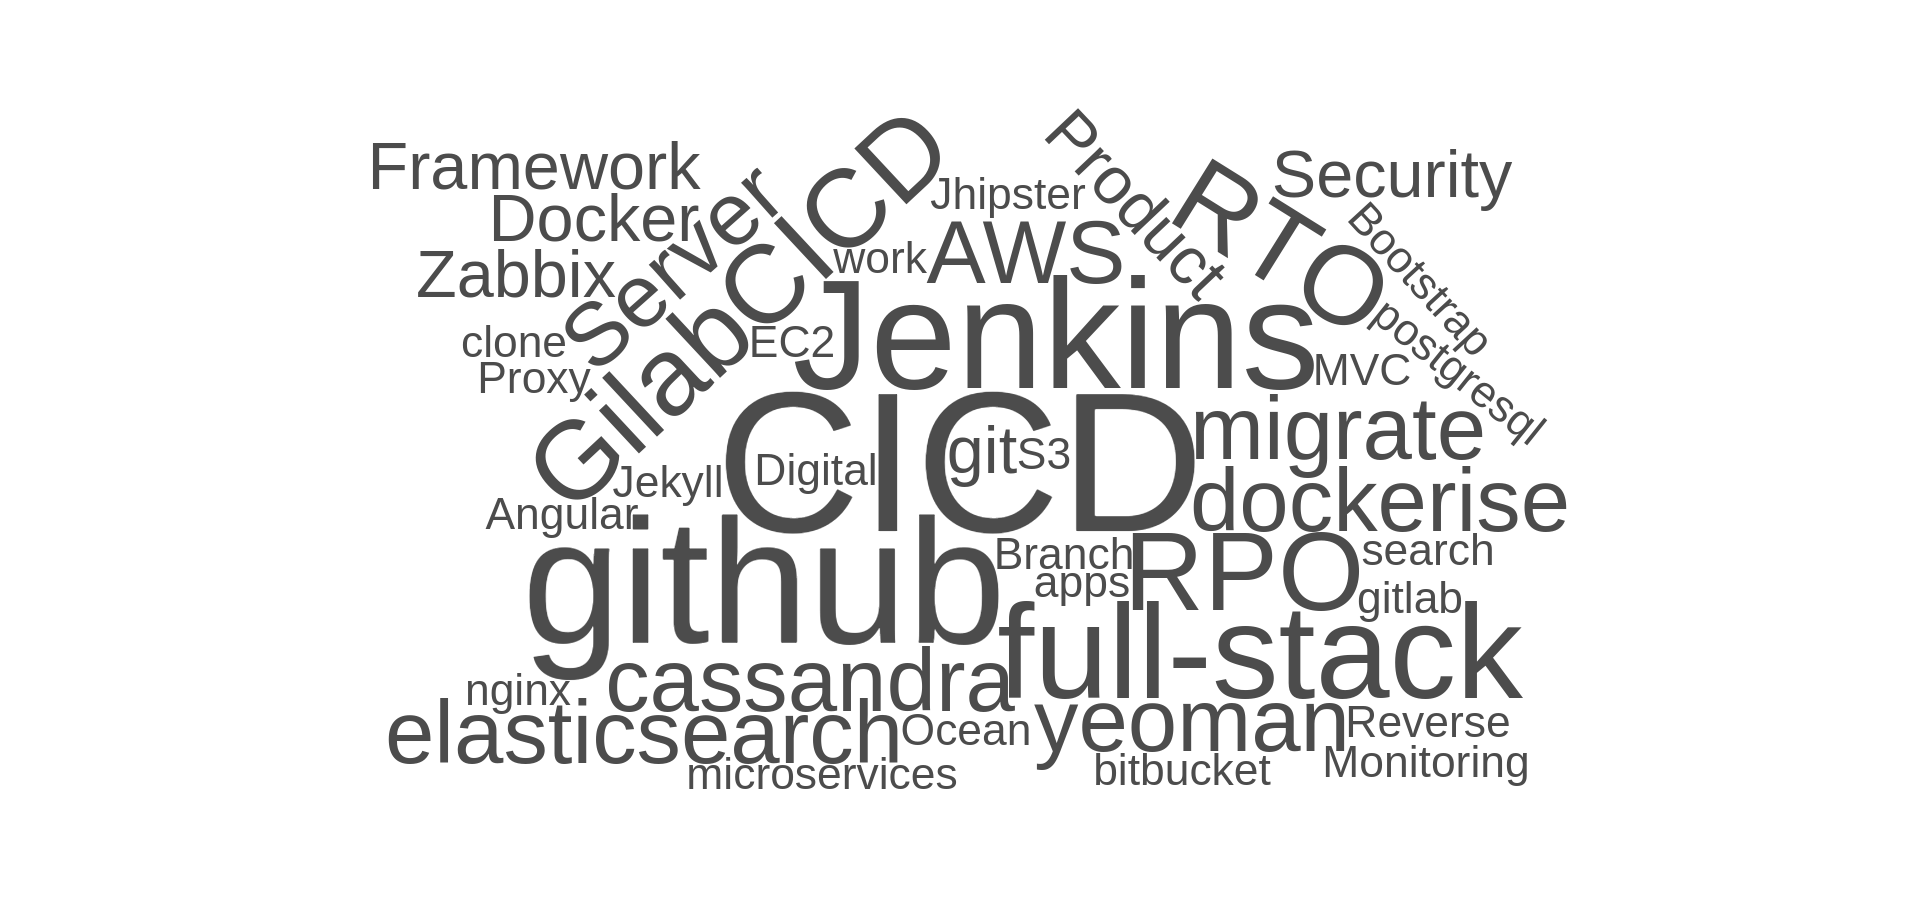 Framework
Docker
Zabbix
Server
GilabCICD
Jhipster
Product
RTO
Security
Bootstrap
work
AWS
clone
Proxy
EC2
Jenkins
MVC
postgresql
CICD
migrate
Digital
git
S3
Jekyll
Angular
dockerise
github
Branch
apps
RPO
search
gitlab
full-stack
nginx
cassandra
elasticsearch
Ocean
yeoman
Reverse
microservices
bitbucket
Monitoring